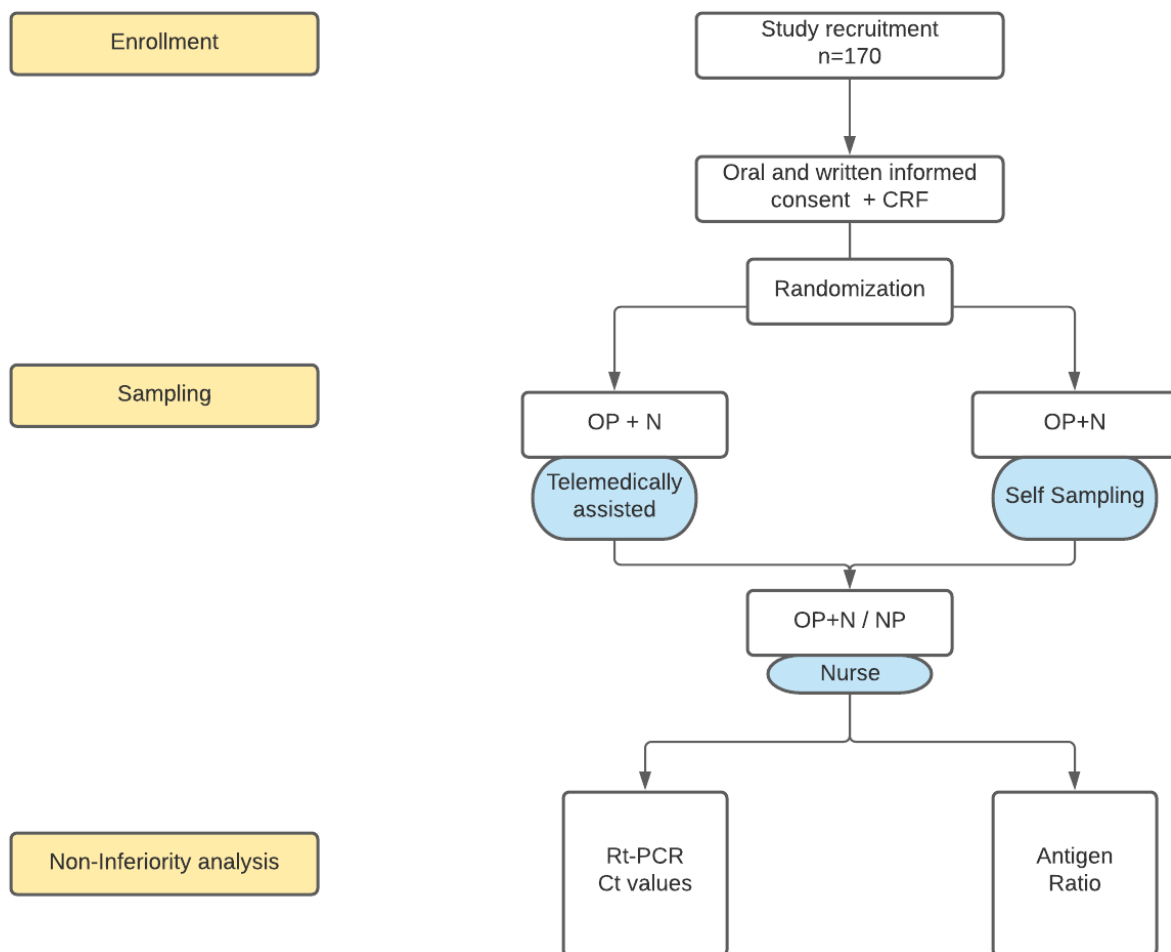 Enrollment
Study recruitment
n=170
Oral and written informed
consent + CRF
Randomization
Sampling
OP + N
OP+N
Telemedically
assisted
Self Sampling
OP+N / NP
Nurse
Non-Inferiority analysis
Rt-PCR
Ct values
Antigen
Ratio